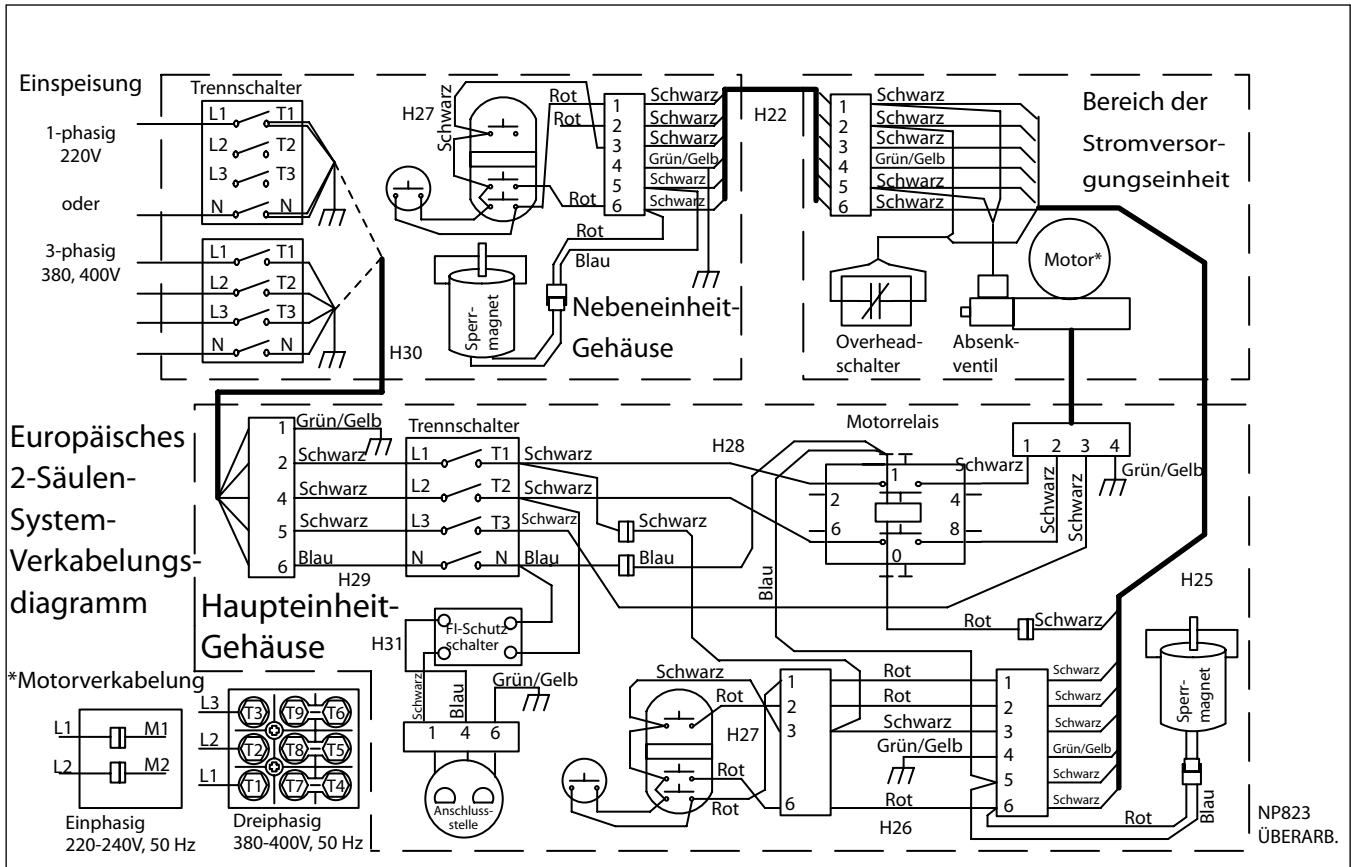 Einspeisung
1-phasig
220V
oder
3-phasig
380, 400V
Trennschalter
L1 T1
L2 T2
L3 T3
N N
L1 T1
L2 T2
L3 T3
N N
H30
H27
Schwarz
Rot
Rot
Rot
1
2
3
4
5
6
Schwarz
Schwarz
Schwarz
Grün/Gelb
Schwarz
Schwarz
Rot
Blau
Sperr-
magnet
Nebeneinheit-
Gehäuse
H22
1
2
3
4
5
6
Schwarz
Schwarz
Schwarz
Grün/Gelb
Schwarz
Schwarz
Bereich der
Stromversor-
gungseinheit
Motor*
Overhead-
schalter
Absenk-
ventil
Europäisches
2-Säulen-
System-
Verkabelungs-
diagramm
1
2
4
5
6
Grün/Gelb
Schwarz
Schwarz
Schwarz
Blau
H29
Trennschalter
L1 T1
L2 T2
L3 T3
N N
Schwarz
Schwarz
Schwarz
Blau
Schwarz
Blau
H28
Motorrelais
1
2 4
6 8
0
Schwarz
1 2 3 4
Schwarz
Schwarz
Grün/Gelb
Blau
H25
Rot Schwarz
Haupteinheit-
Gehäuse
H31
FI-Schutz
schalter
Schwarz
Blau
Grün/Gelb
1 4 6
Anschluss-
stelle
Schwarz
Rot
H27
Rot
Rot
1
2
3
6
Rot
Rot
Schwarz
Grün/Gelb
Rot
H26
1
2
3
4
5
6
Schwarz
Schwarz
Schwarz
Grün/Gelb
Schwarz
Schwarz
Sperr-
magnet
Rot
Blau
*Motorverkabelung
L1 M1
L2 M2
Einphasig
220-240V, 50 Hz
L3 T3 T9 T6
L2 T2 T8 T5
L1 T1 T7 T4
Dreiphasig
380-400V, 50 Hz
NP823
ÜBERARB.